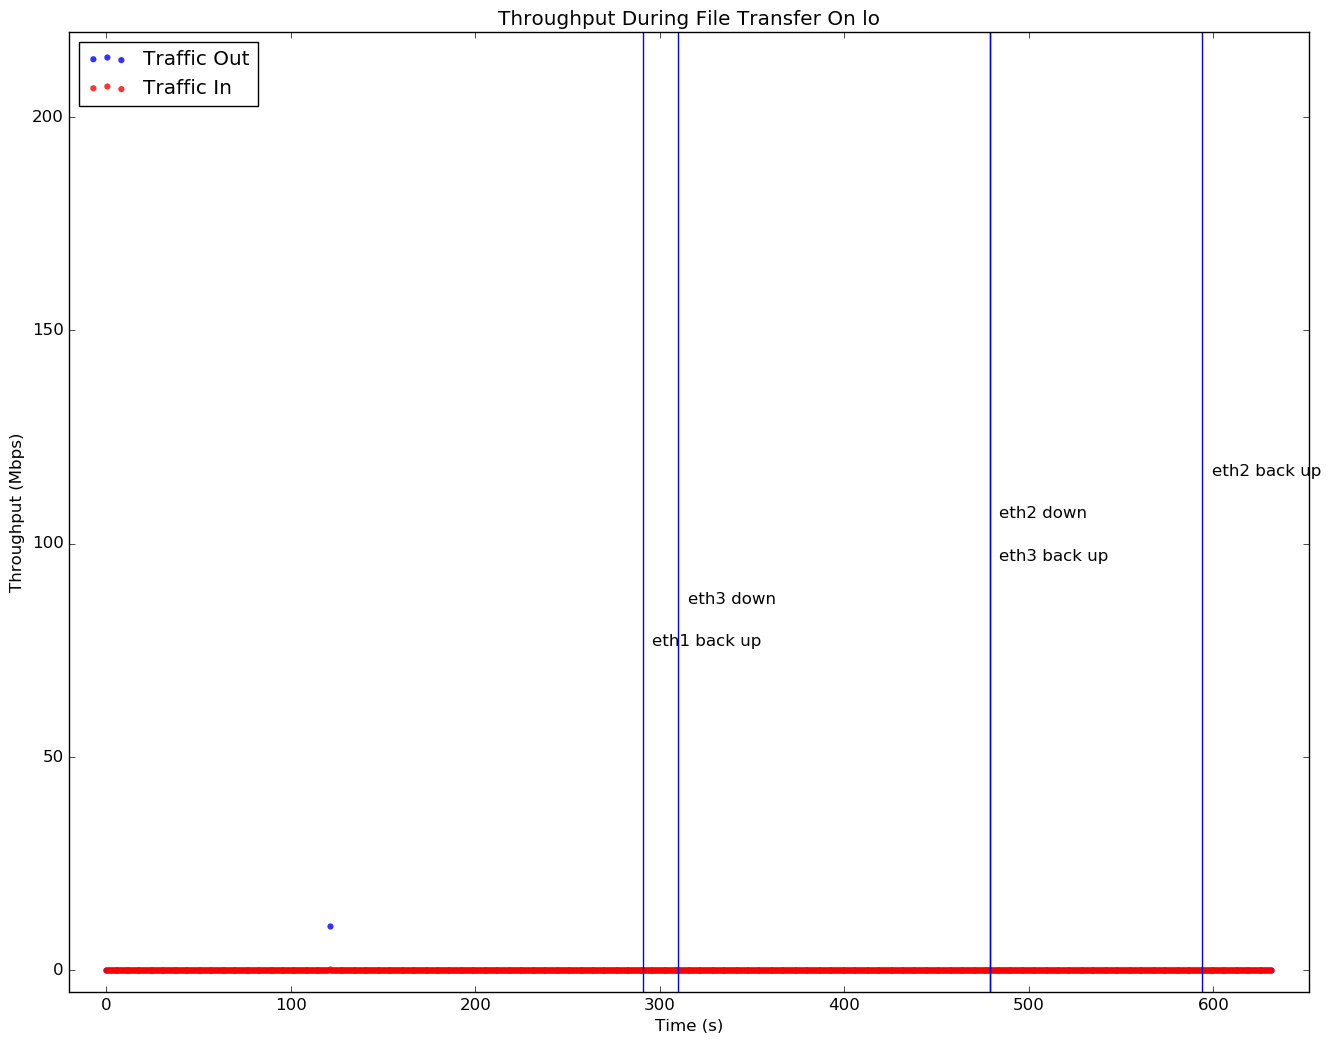 Throughput During File Transfer On lo
Traffic Out
Traffic In
Throughput (Mbps)
200
150
100
50
0
eth2 back up
eth2 down
eth3 back up
eth3 down
eth1 back up
0
100
200
300
400
500
600
Time (s)